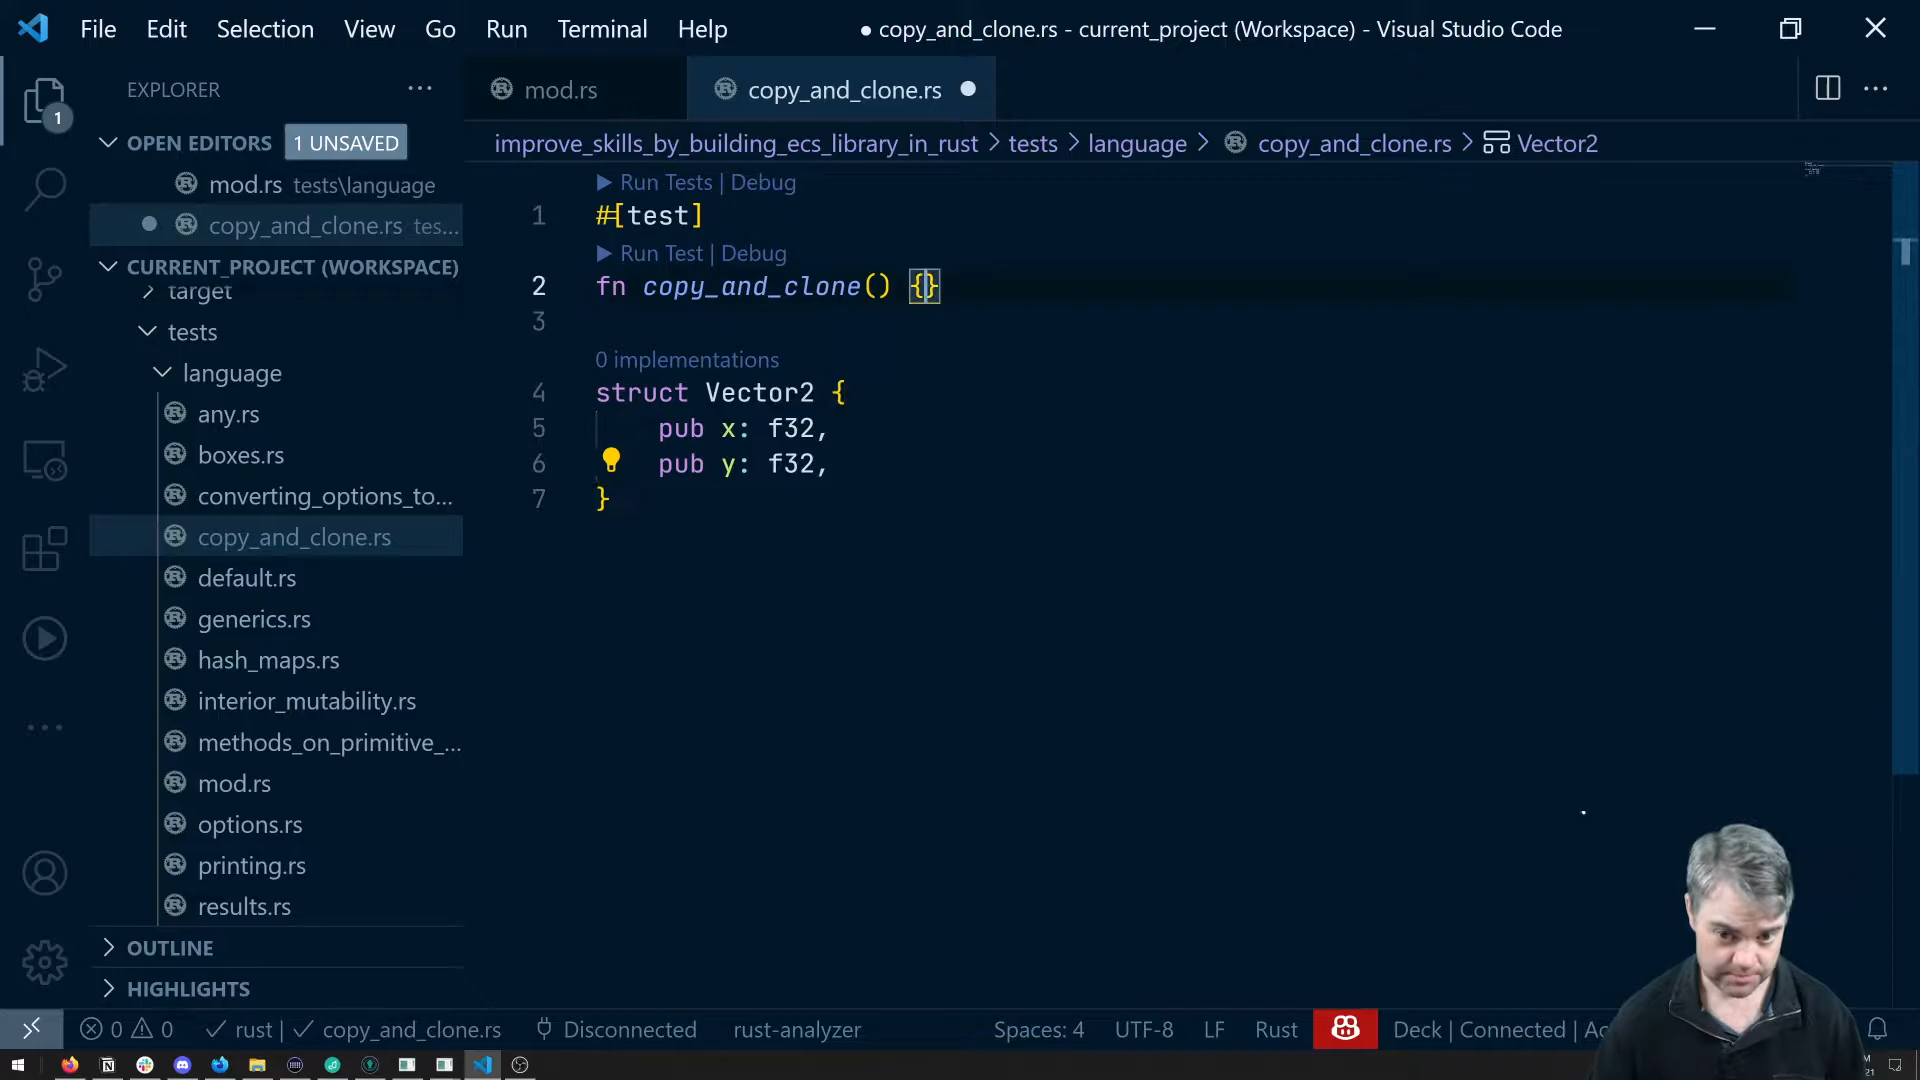 File Edit Selection View Go Run Terminal Help ● copy_and_clone.rs - current_project (Workspace) - Visual Studio Code
EXPLORER
mod.rs
copy_and_clone.rs
1
OPEN EDITORS 1 UNSAVED
improve_skills_by_building_ecs_library_in_rust > tests > language > copy_and_clone.rs > Vector2
mod.rs tests\language
copy_and_clone.rs tes...
CURRENT_PROJECT (WORKSPACE)
target
tests
language
any.rs
boxes.rs
converting_options_to...
copy_and_clone.rs
default.rs
generics.rs
hash_maps.rs
interior_mutability.rs
methods_on_primitive_...
mod.rs
options.rs
printing.rs
results.rs
OUTLINE
HIGHLIGHTS
Run Tests | Debug
1 #[test]
Run Test | Debug
2 fn copy_and_clone() {}
3
0 implementations
4 struct Vector2 {
5 pub x: f32,
6 pub y: f32,
7 }
0 0 rust | copy_and_clone.rs Disconnected rust-analyzer Spaces: 4 UTF-8 LF Rust Deck | Connected |